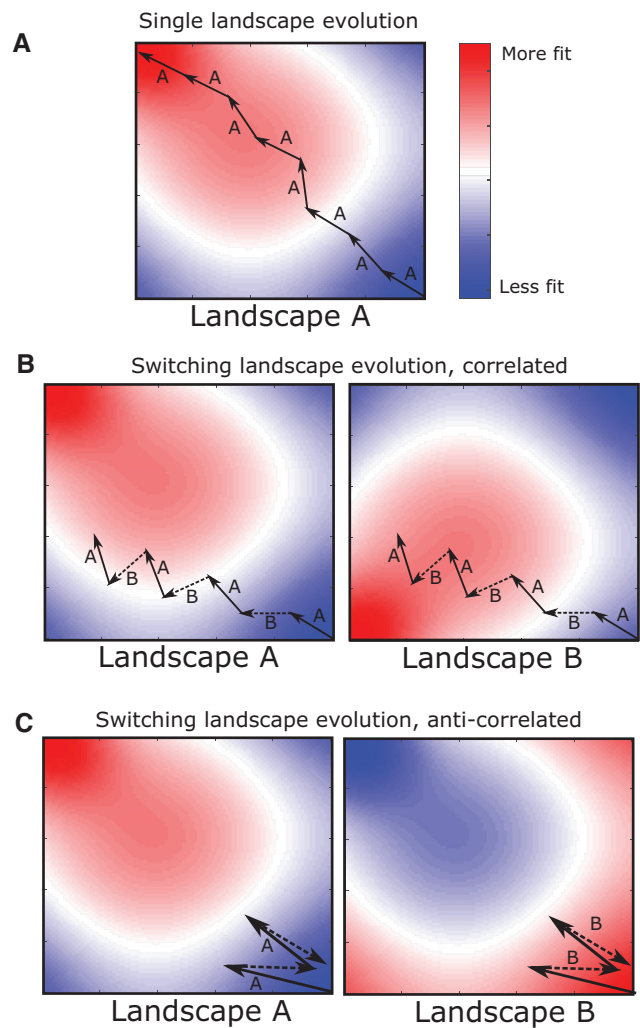 A
Single landscape evolution
More fit
Less fit
A
A
A
A
A
A
A
A
Landscape A
B
Switching landscape evolution, correlated
A
B
A
B
A
B
A
A
B
A
B
A
B
A
Landscape A
Landscape B
C
Switching landscape evolution, anti-correlated
A
A
B
B
Landscape A
Landscape B